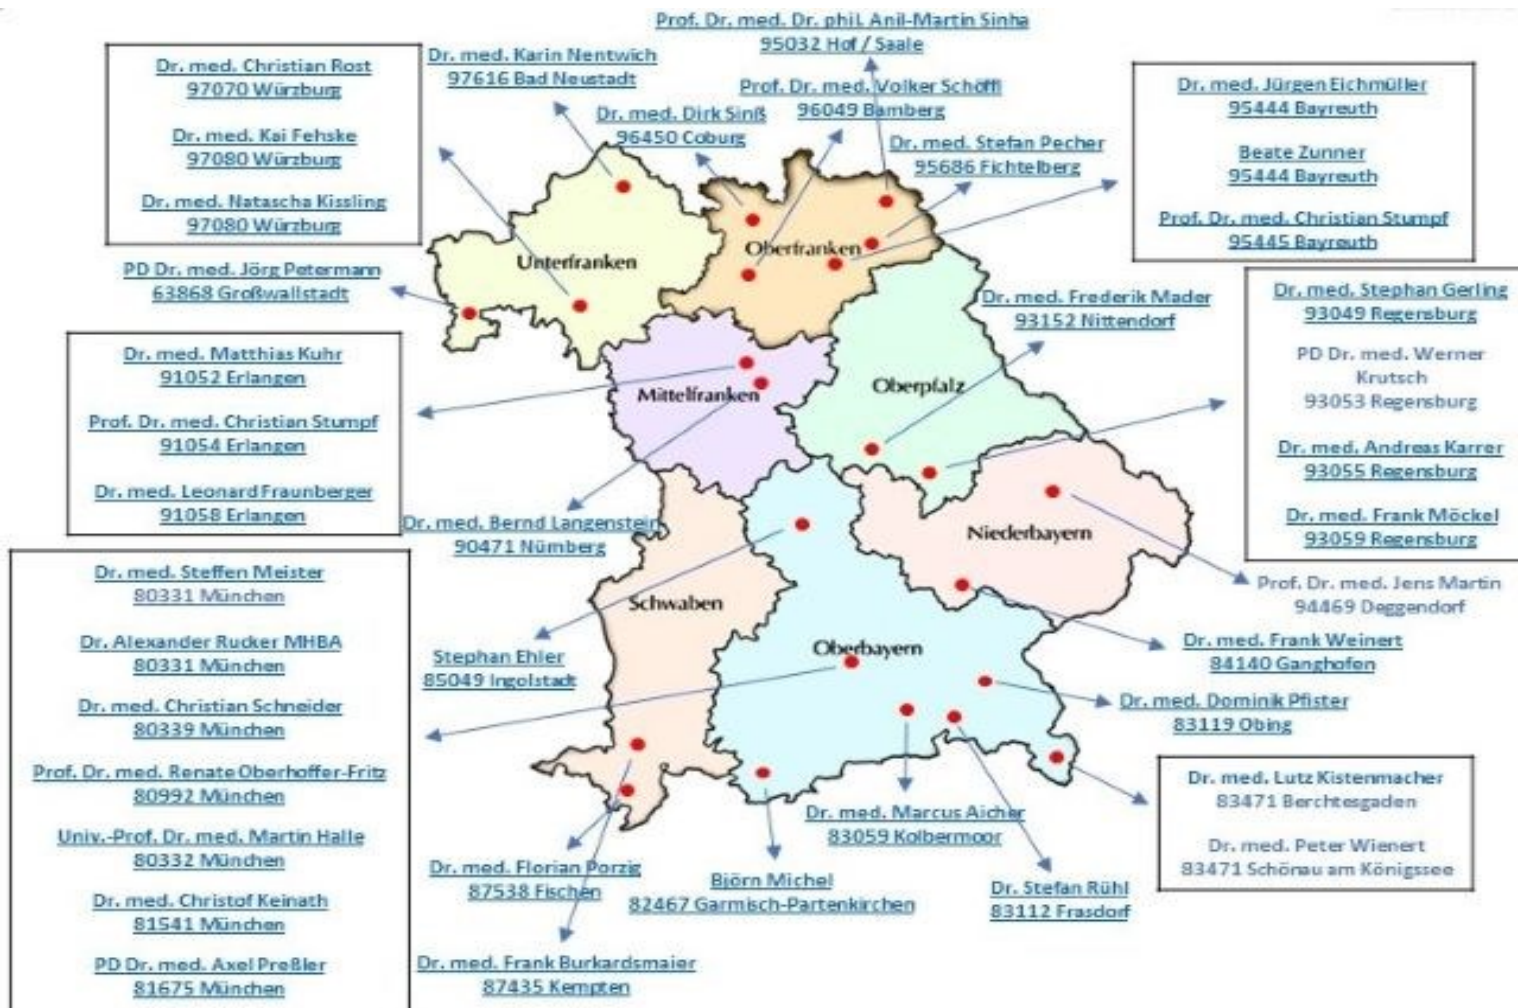 Prof. Dr. med. Dr. phil. Anil-Martin Sinha
95032 Hof / Saale
Dr. med. Karin Nentwich
97616 Bad Neustadt
Prof. Dr. med. Volker Schöffl
96049 Bamberg
Dr. med. Dirk Sinß
96450 Coburg
Dr. med. Stefan Pecher
95686 Fichtelberg
Dr. med. Christian Rost
97070 Würzburg
Dr. med. Kai Fehske
97080 Würzburg
Dr. med. Natascha Kissling
97080 Würzburg
Dr. med. Jürgen Eichmüller
95444 Bayreuth
Beate Zunner
95444 Bayreuth
Prof. Dr. med. Christian Stumpf
95445 Bayreuth
PD Dr. med. Jörg Petermann
63868 Großwallstadt
Unterfranken
Oberfranken
Dr. med. Frederik Mader
93152 Nittendorf
Dr. med. Stephan Gerling
93049 Regensburg
PD Dr. med. Werner
Krutsch
93053 Regensburg
Dr. med. Andreas Karrer
93055 Regensburg
Dr. med. Frank Möckel
93059 Regensburg
Dr. med. Matthias Kuhr
91052 Erlangen
Prof. Dr. med. Christian Stumpf
91054 Erlangen
Dr. med. Leonard Fraunberger
91058 Erlangen
Mittelfranken
Oberpfalz
Dr. med. Bernd Langenstein
90471 Nürnberg
Niederbayern
Prof. Dr. med. Jens Martin
94469 Deggendorf
Dr. med. Steffen Meister
80331 München
Dr. Alexander Rucker MHBA
80331 München
Dr. med. Christian Schneider
80339 München
Prof. Dr. med. Renate Oberhoffer-Fritz
80992 München
Univ.-Prof. Dr. med. Martin Halle
80332 München
Dr. med. Christof Keinath
81541 München
PD Dr. med. Axel Preßler
81675 München
Schwaben
Oberbayern
Stephan Ehler
85049 Ingolstadt
Dr. med. Frank Weinert
84140 Ganghofen
Dr. med. Dominik Pfister
83119 Obing
Dr. med. Lutz Kistenmacher
83471 Berchtesgaden
Dr. med. Peter Wienert
83471 Schönau am Königssee
Dr. med. Marcus Aicher
83059 Kolbermoor
Dr. med. Florian Porzig
87538 Fischen
Björn Michel
82467 Garmisch-Partenkirchen
Dr. Stefan Rühl
83112 Frasdorf
Dr. med. Frank Burkardsmaier
87435 Kempten